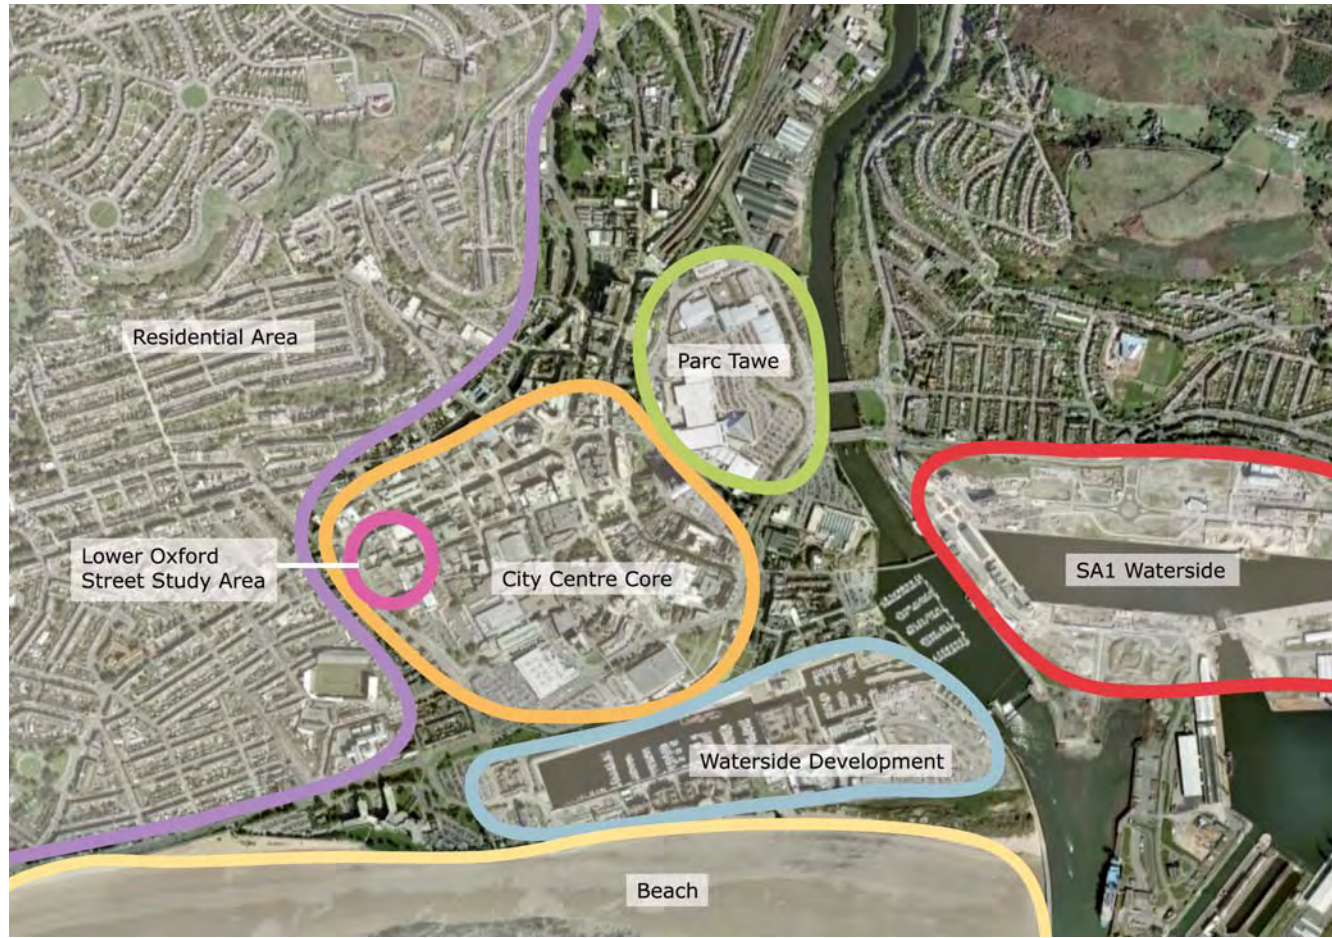 Residential Area
Parc Tawe
Lower Oxford
Street Study Area
City Centre Core
SA1 Waterside
Waterside Development
Beach